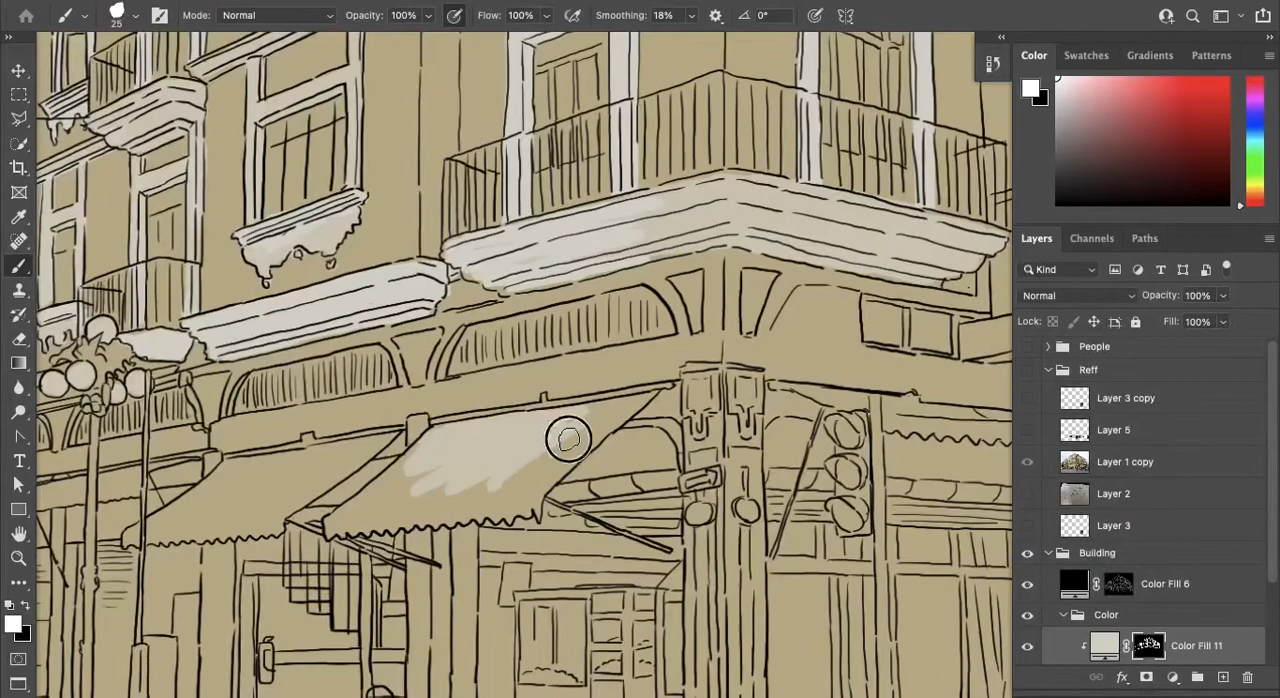 25 Mode: Normal Opacity: 100% Flow: 100% Smoothing: 18% 0°
Color Swatches Gradients Patterns
Layers Channels Paths
Kind
Normal Opacity: 100%
Lock: Fill: 100%
People
Reff
Layer 3 copy
Layer 5
Layer 1 copy
Layer 2
Layer 3
Building
Color Fill 6
Color
Color Fill 11